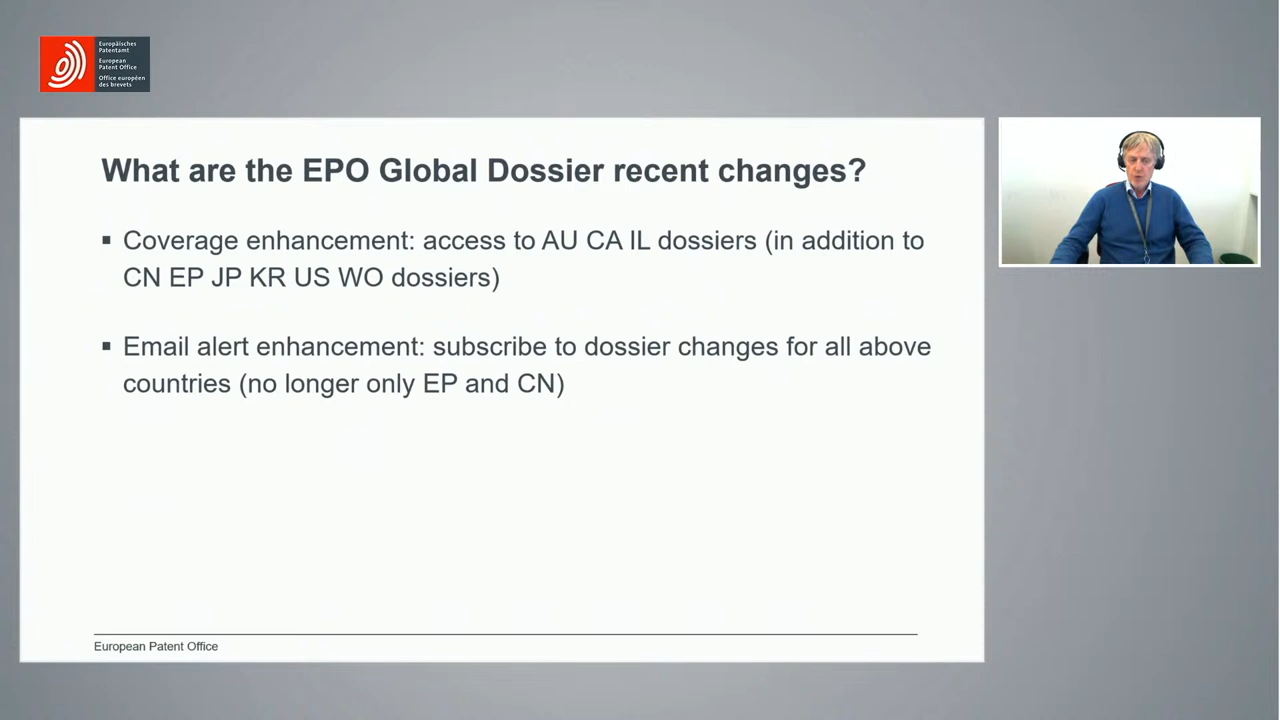 Europäisches
Patentamt
European
Patent Office
Office européen
des brevets
What are the EPO Global Dossier recent changes?
▪ Coverage enhancement: access to AU CA IL dossiers (in addition to
CN EP JP KR US WO dossiers)
▪ Email alert enhancement: subscribe to dossier changes for all above
countries (no longer only EP and CN)
European Patent Office